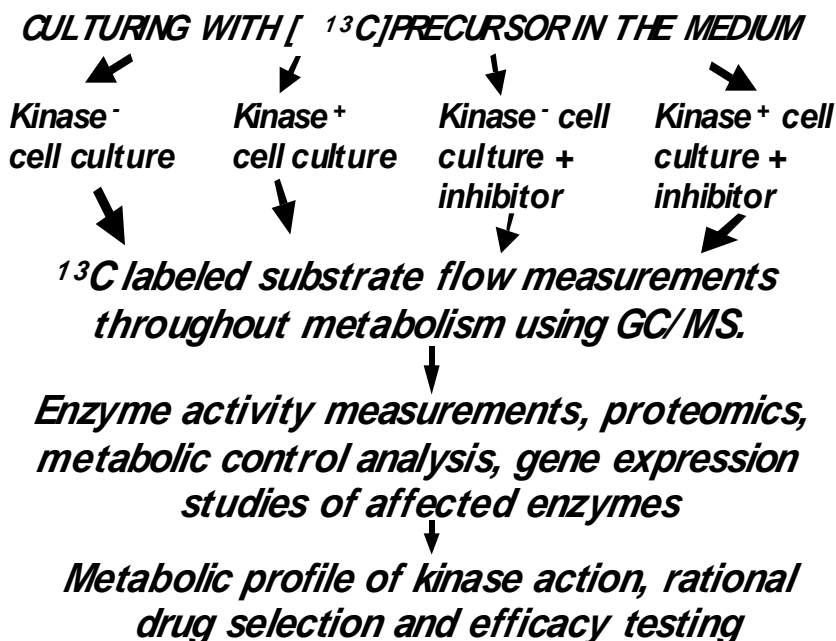 CULTURING WITH [ ¹³C]PRECURSOR IN THE MEDIUM
Kinase⁻
cell culture
Kinase⁺
cell culture
Kinase⁻ cell
culture +
inhibitor
Kinase⁺ cell
culture +
inhibitor
¹³C labeled substrate flow measurements
throughout metabolism using GC/MS.
Enzyme activity measurements, proteomics,
metabolic control analysis, gene expression
studies of affected enzymes
Metabolic profile of kinase action, rational
drug selection and efficacy testing